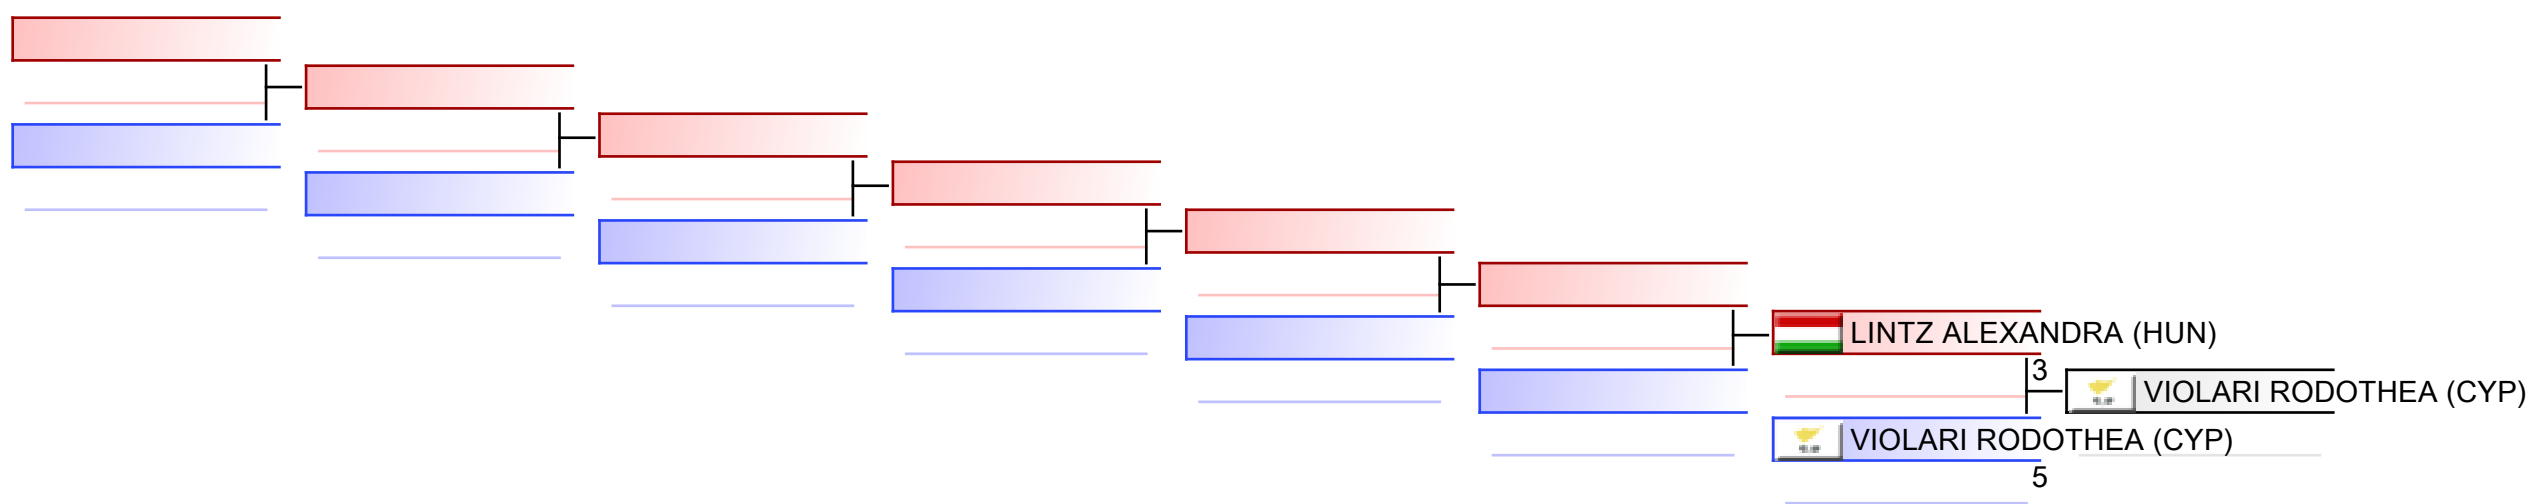 LINTZ ALEXANDRA (HUN)
3
VIOLARI RODOTHEA (CYP)
VIOLARI RODOTHEA (CYP)
5